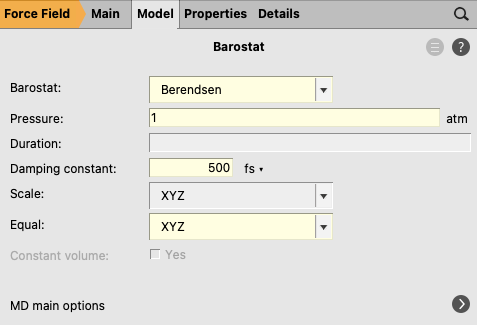 Force Field Main Model Properties Details
Barostat
Barostat: Berendsen
Pressure: 1 atm
Duration:
Damping constant: 500 fs
Scale: XYZ
Equal: XYZ
Constant volume: Yes
MD main options